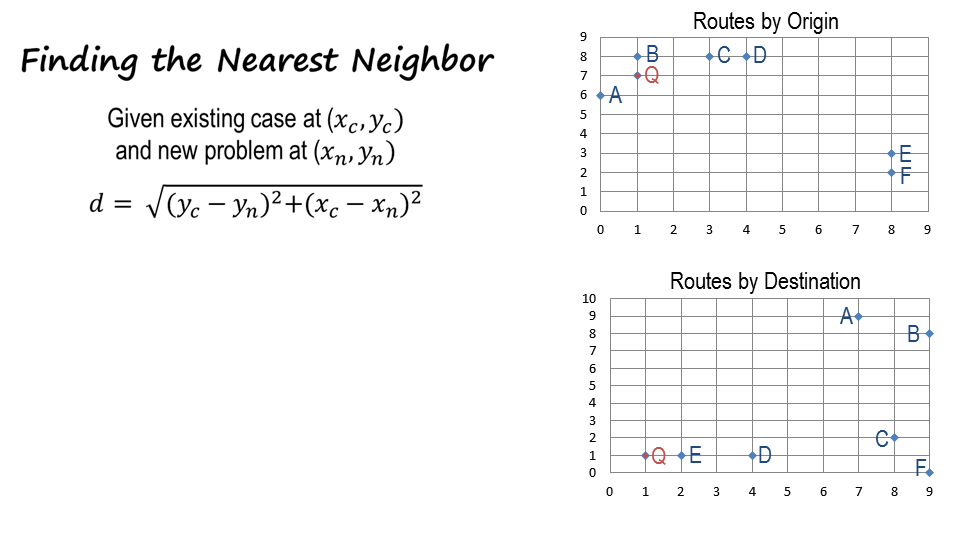 Finding the Nearest Neighbor
Given existing case at (x_c, y_c)
and new problem at (x_n, y_n)
d = √(y_c − y_n)²+(x_c − x_n)²
Routes by Origin
9
8
7
6
5
4
3
2
1
0
B
C
D
Q
A
E
F
0 1 2 3 4 5 6 7 8 9
Routes by Destination
10
9
8
7
6
5
4
3
2
1
0
A
B
C
Q
E
D
F
0 1 2 3 4 5 6 7 8 9